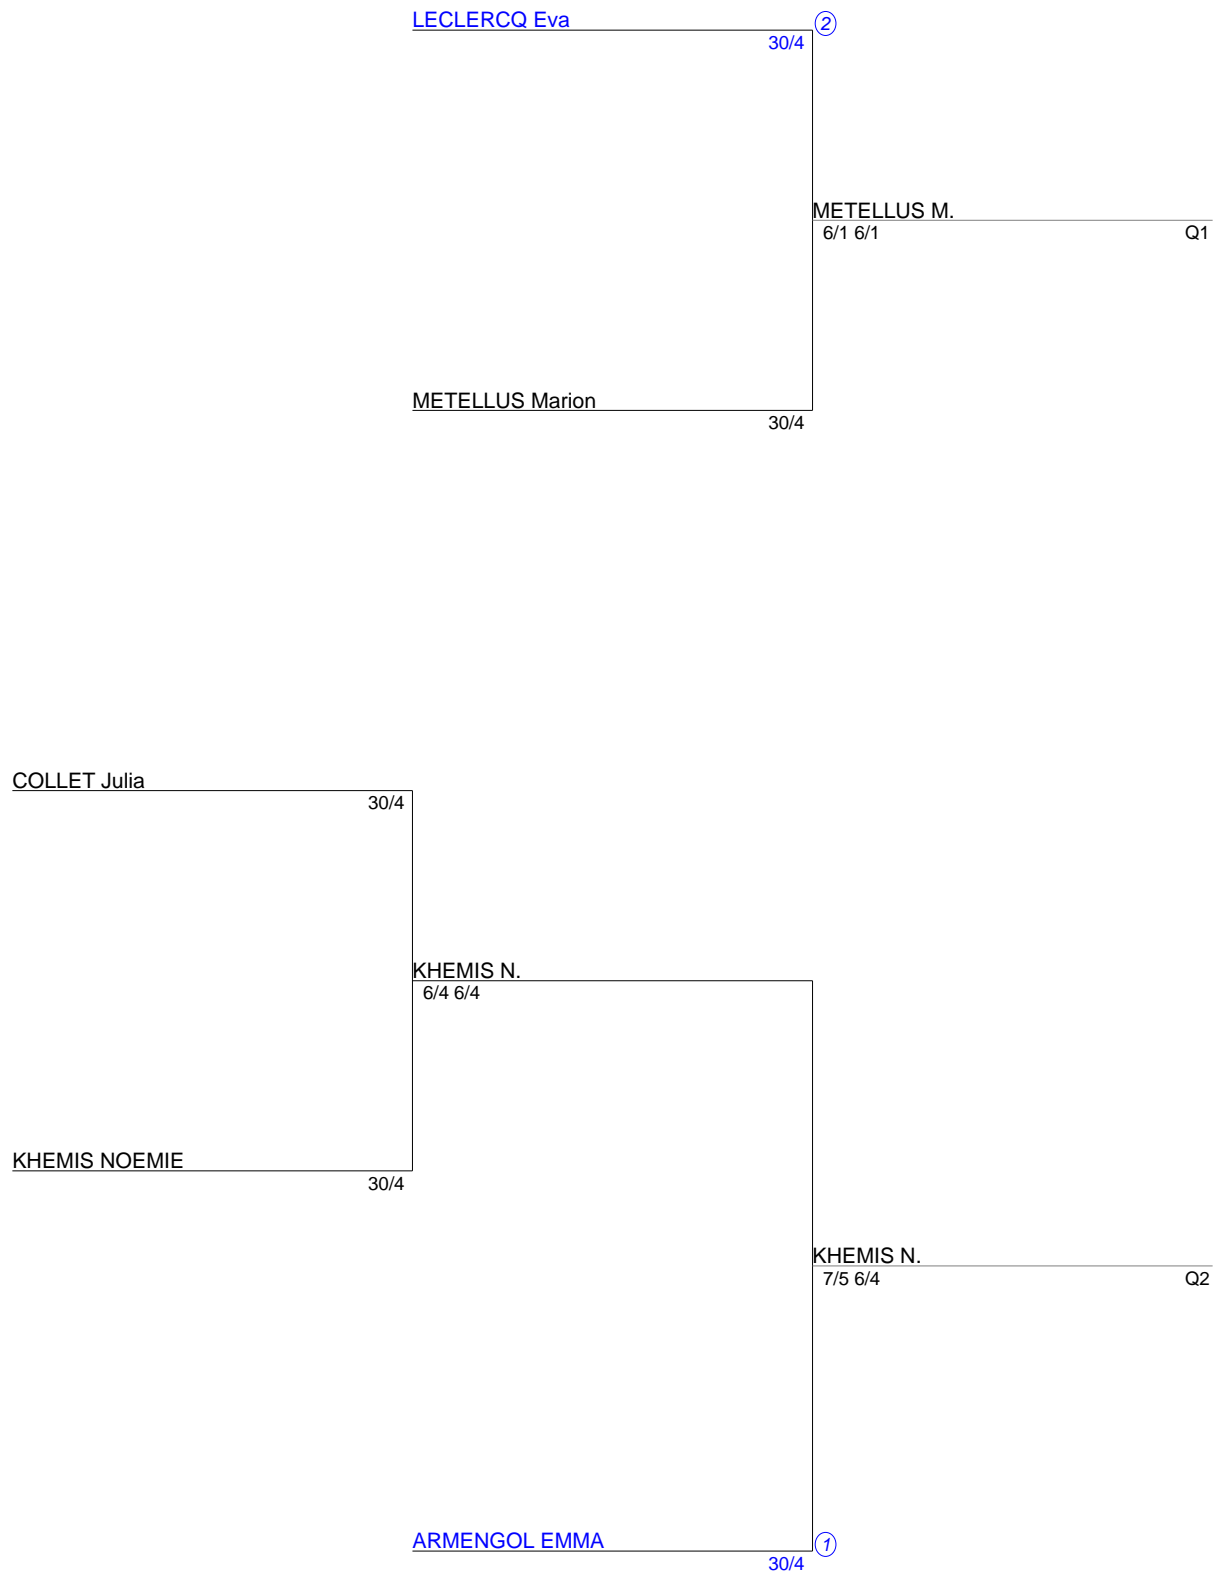 LECLERCQ Eva
2
30/4
METELLUS M.
6/1 6/1
Q1
METELLUS Marion
30/4
COLLET Julia
30/4
KHEMIS N.
6/4 6/4
KHEMIS NOEMIE
30/4
KHEMIS N.
7/5 6/4
Q2
ARMENGOL EMMA
1
30/4